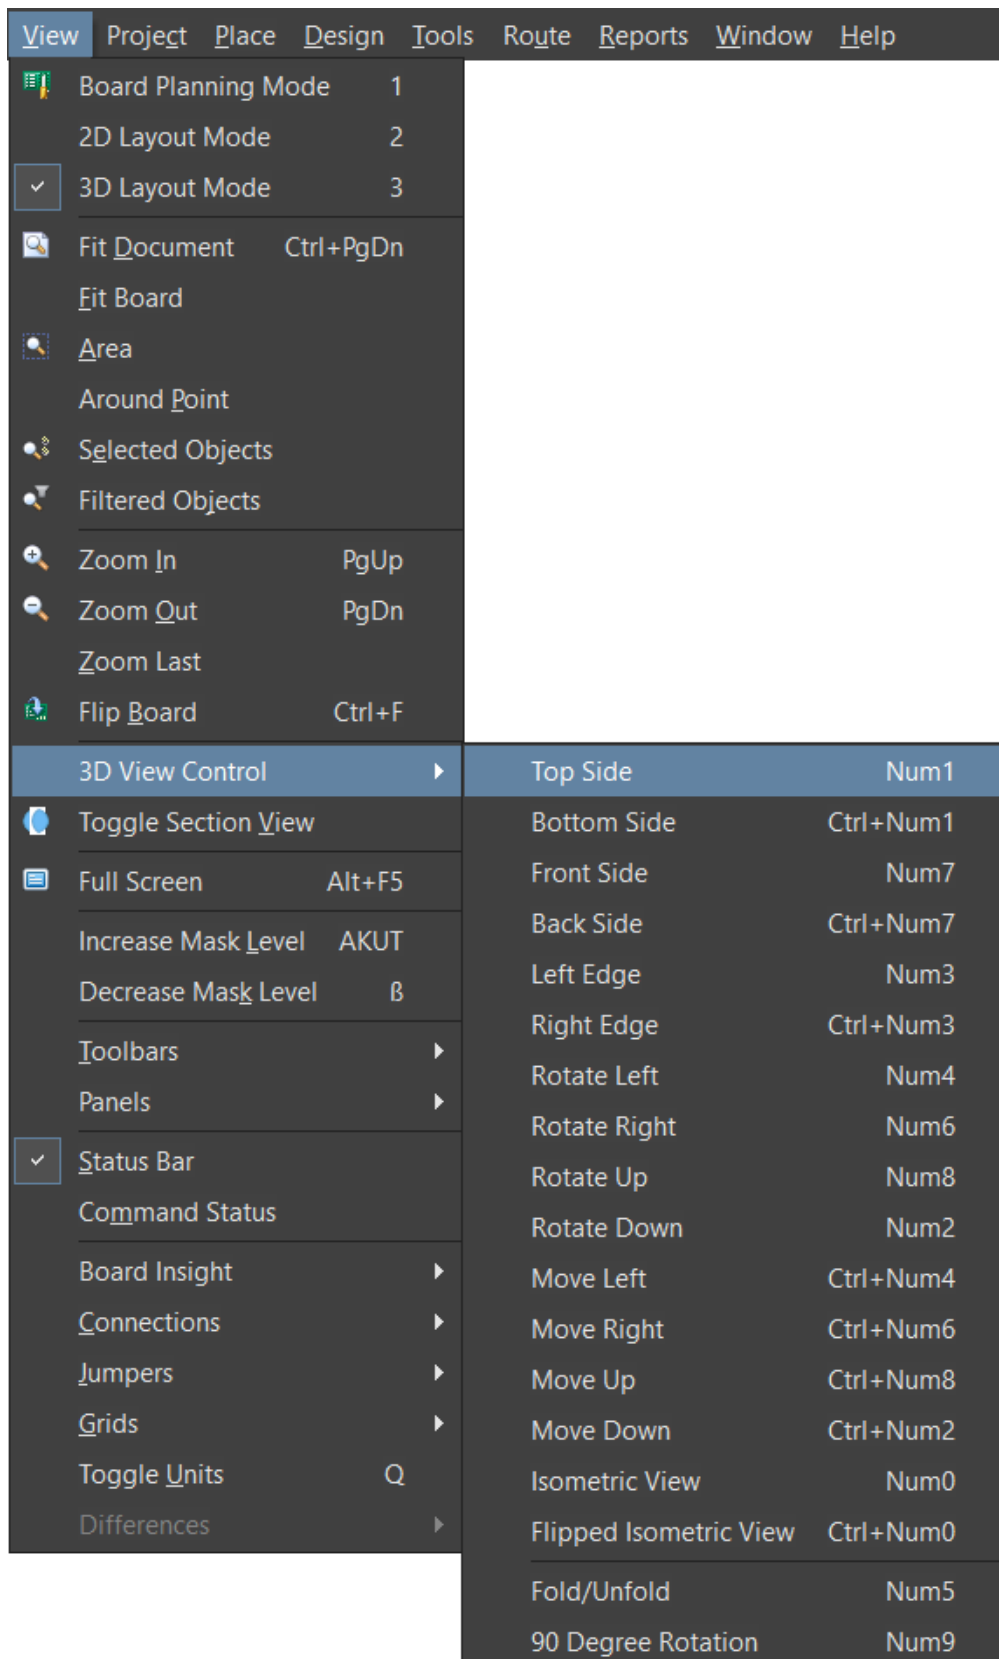 View Project Place Design Tools Route Reports Window Help
Board Planning Mode 1
2D Layout Mode 2
3D Layout Mode 3
Fit Document Ctrl+PgDn
Fit Board
Area
Around Point
Selected Objects
Filtered Objects
Zoom In PgUp
Zoom Out PgDn
Zoom Last
Flip Board Ctrl+F
3D View Control
Toggle Section View
Full Screen Alt+F5
Increase Mask Level AKUT
Decrease Mask Level ß
Toolbars
Panels
Status Bar
Command Status
Board Insight
Connections
Jumpers
Grids
Toggle Units Q
Differences
Top Side Num1
Bottom Side Ctrl+Num1
Front Side Num7
Back Side Ctrl+Num7
Left Edge Num3
Right Edge Ctrl+Num3
Rotate Left Num4
Rotate Right Num6
Rotate Up Num8
Rotate Down Num2
Move Left Ctrl+Num4
Move Right Ctrl+Num6
Move Up Ctrl+Num8
Move Down Ctrl+Num2
Isometric View Num0
Flipped Isometric View Ctrl+Num0
Fold/Unfold Num5
90 Degree Rotation Num9